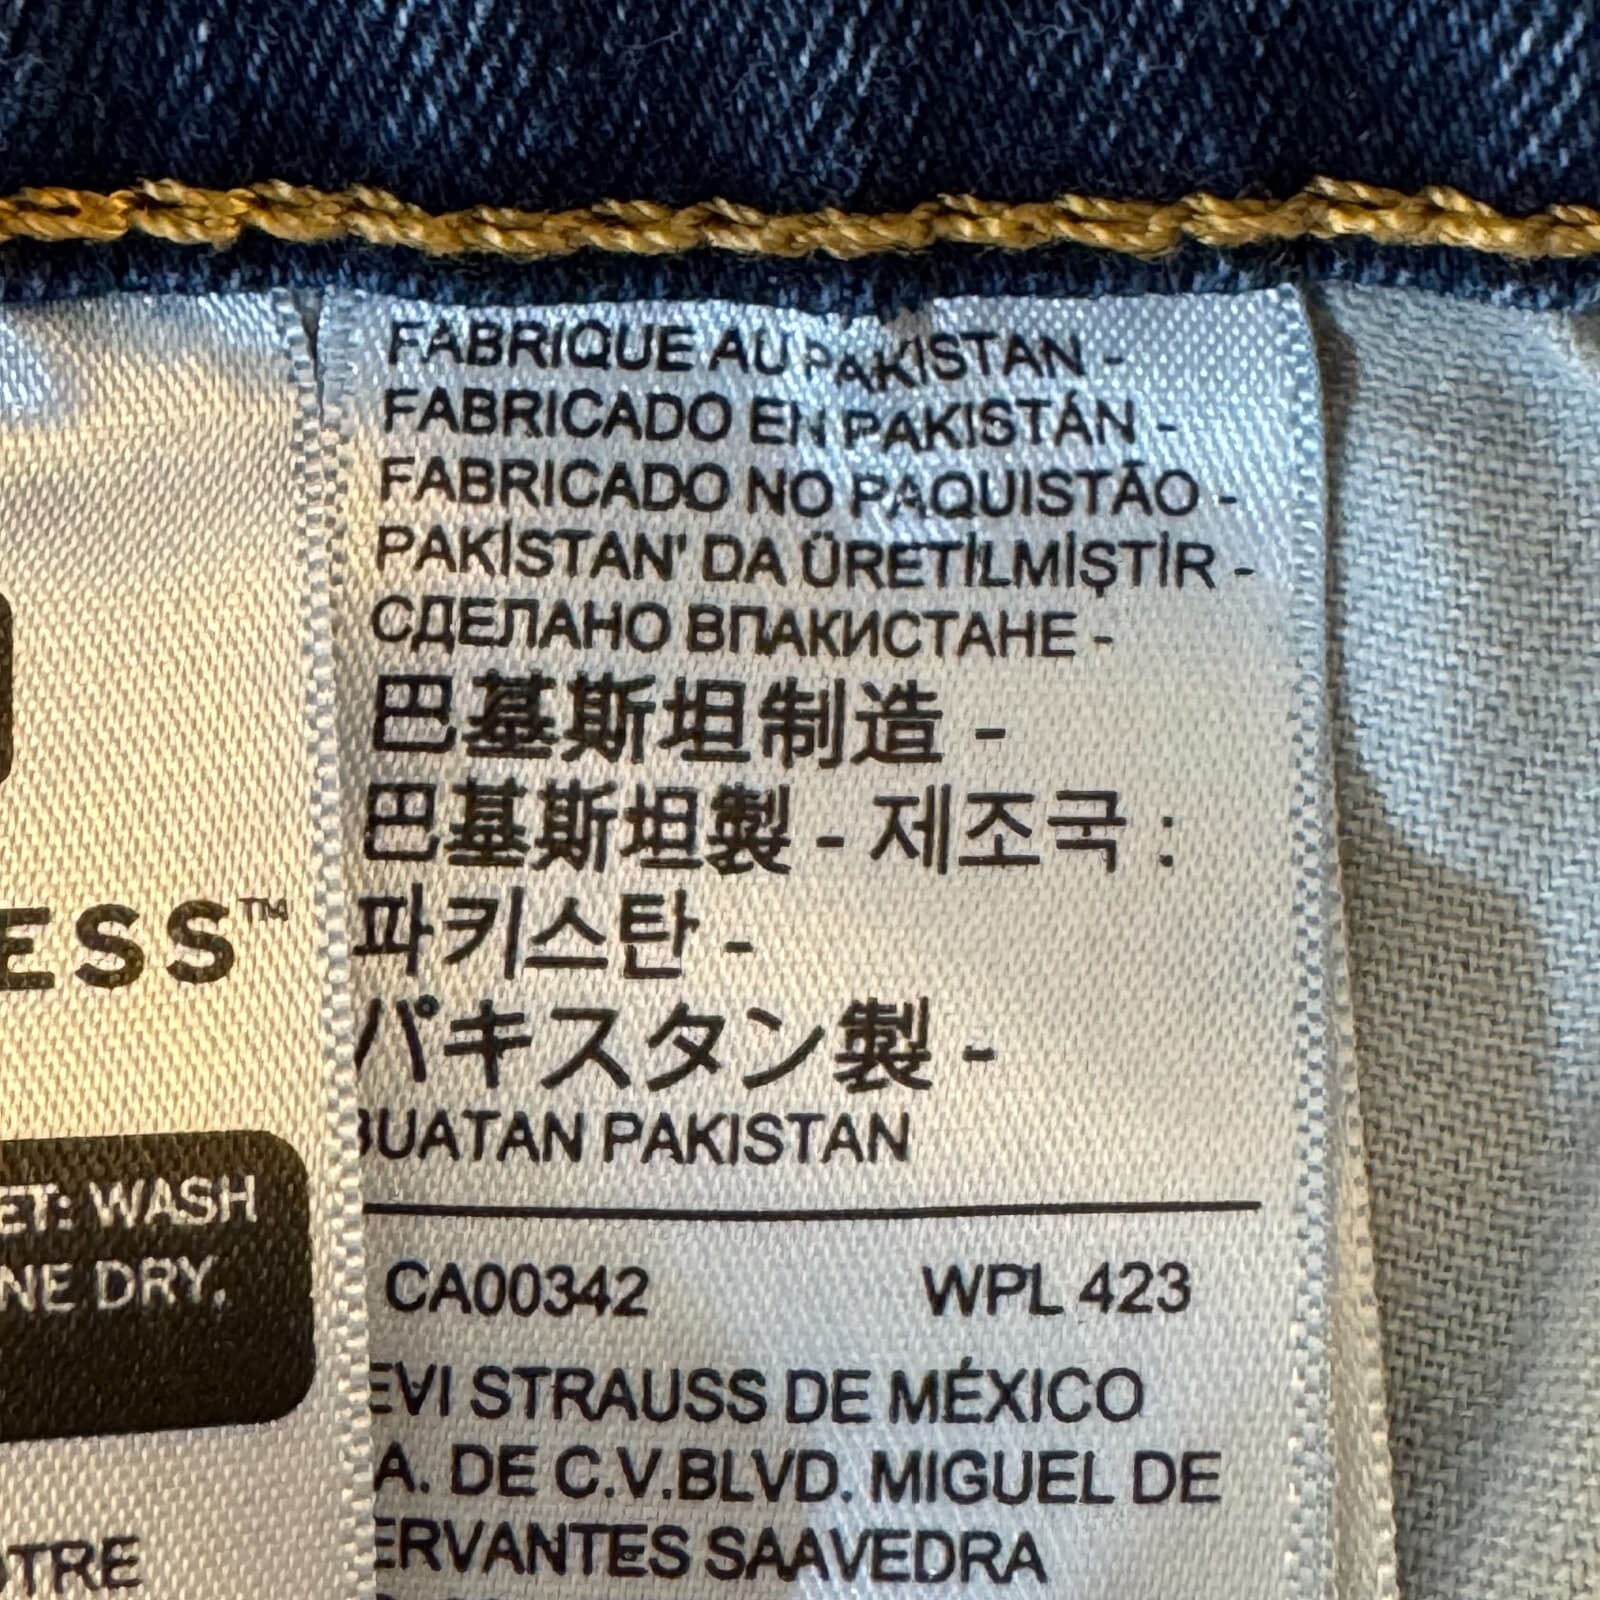 FABRIQUE AU PAKISTAN -
FABRICADO EN PAKISTÁN -
FABRICADO NO PAQUISTÃO -
PAKİSTAN' DA ÜRETİLMİŞTİR -
СДЕЛАНО ВПАКИСТАНЕ -
巴基斯坦制造 -
巴基斯坦製 - 제조국 :
파키스탄 -
パキスタン製 -
BUATAN PAKISTAN
CA00342 WPL 423
EVI STRAUSS DE MÉXICO
A. DE C.V.BLVD. MIGUEL DE
ERVANTES SAAVEDRA
ESS™
ET: WASH
NE DRY.
OTRE